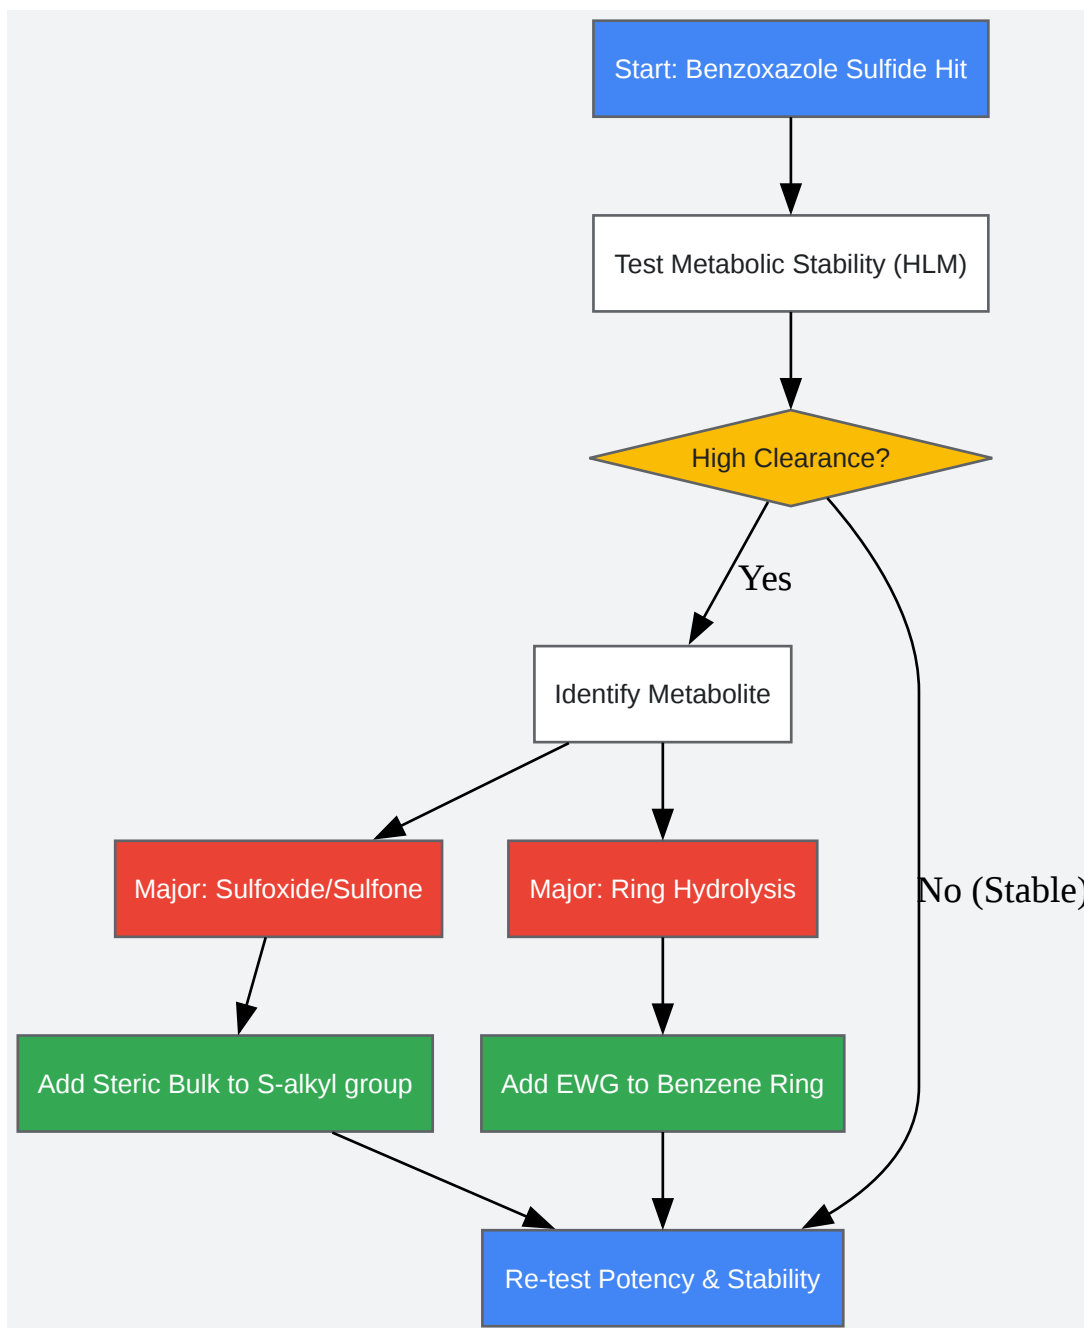 Start: Benzoxazole Sulfide Hit
Test Metabolic Stability (HLM)
High Clearance?
Yes
Identify Metabolite
Major: Sulfoxide/Sulfone
Major: Ring Hydrolysis
No (Stable)
Add Steric Bulk to S-alkyl group
Add EWG to Benzene Ring
Re-test Potency & Stability